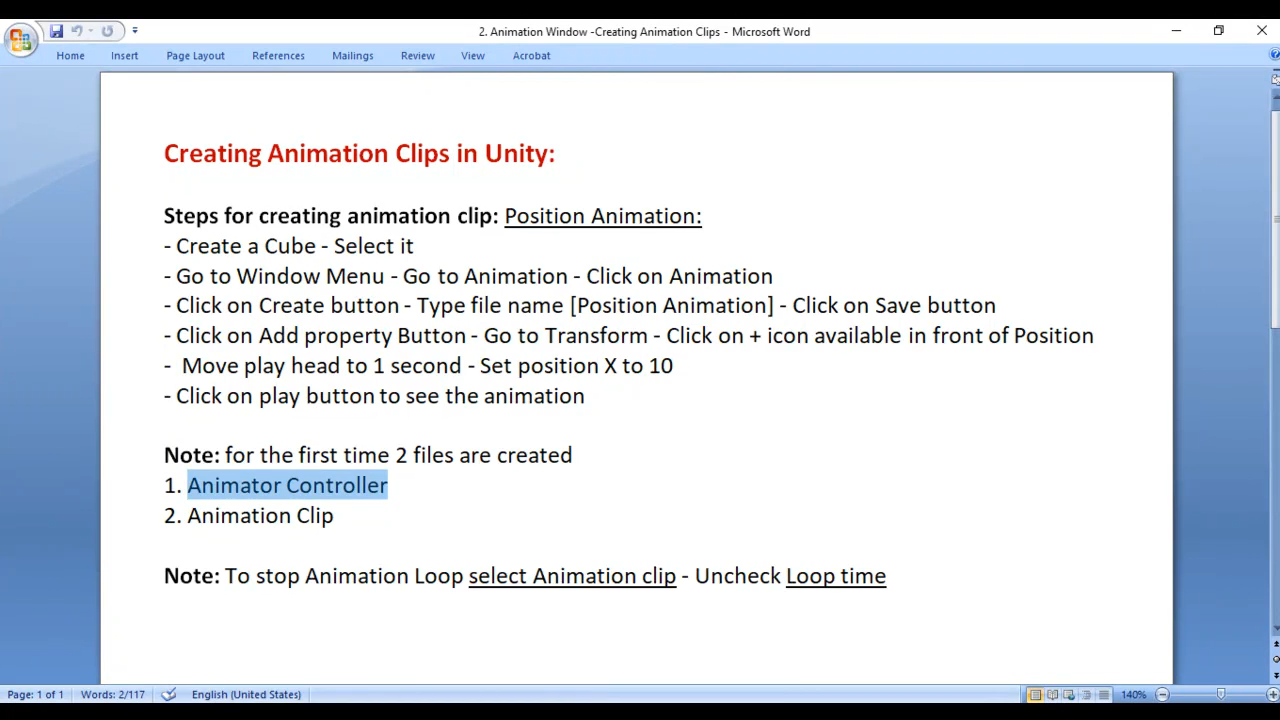 2. Animation Window -Creating Animation Clips - Microsoft Word
Home Insert Page Layout References Mailings Review View Acrobat
Creating Animation Clips in Unity:
Steps for creating animation clip: Position Animation:
- Create a Cube - Select it
- Go to Window Menu - Go to Animation - Click on Animation
- Click on Create button - Type file name [Position Animation] - Click on Save button
- Click on Add property Button - Go to Transform - Click on + icon available in front of Position
- Move play head to 1 second - Set position X to 10
- Click on play button to see the animation
Note: for the first time 2 files are created
1. Animator Controller
2. Animation Clip
Note: To stop Animation Loop select Animation clip - Uncheck Loop time
Page: 1 of 1 Words: 2/117 English (United States) 140%